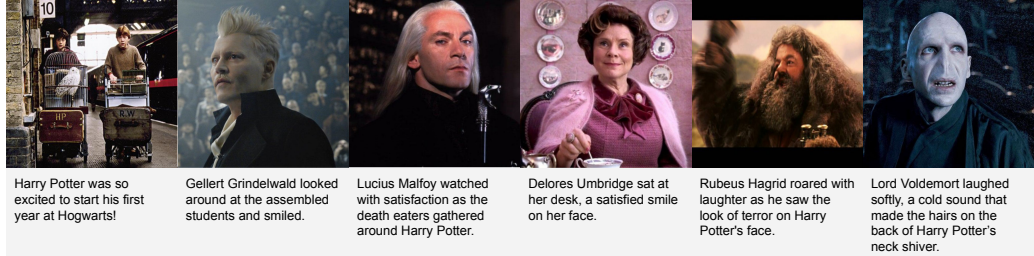 10
HP
R.W
Harry Potter was so
excited to start his first
year at Hogwarts!
Gellert Grindelwald looked
around at the assembled
students and smiled.
Lucius Malfoy watched
with satisfaction as the
death eaters gathered
around Harry Potter.
Delores Umbridge sat at
her desk, a satisfied smile
on her face.
Rubeus Hagrid roared with
laughter as he saw the
look of terror on Harry
Potter's face.
Lord Voldemort laughed
softly, a cold sound that
made the hairs on the
back of Harry Potter’s
neck shiver.